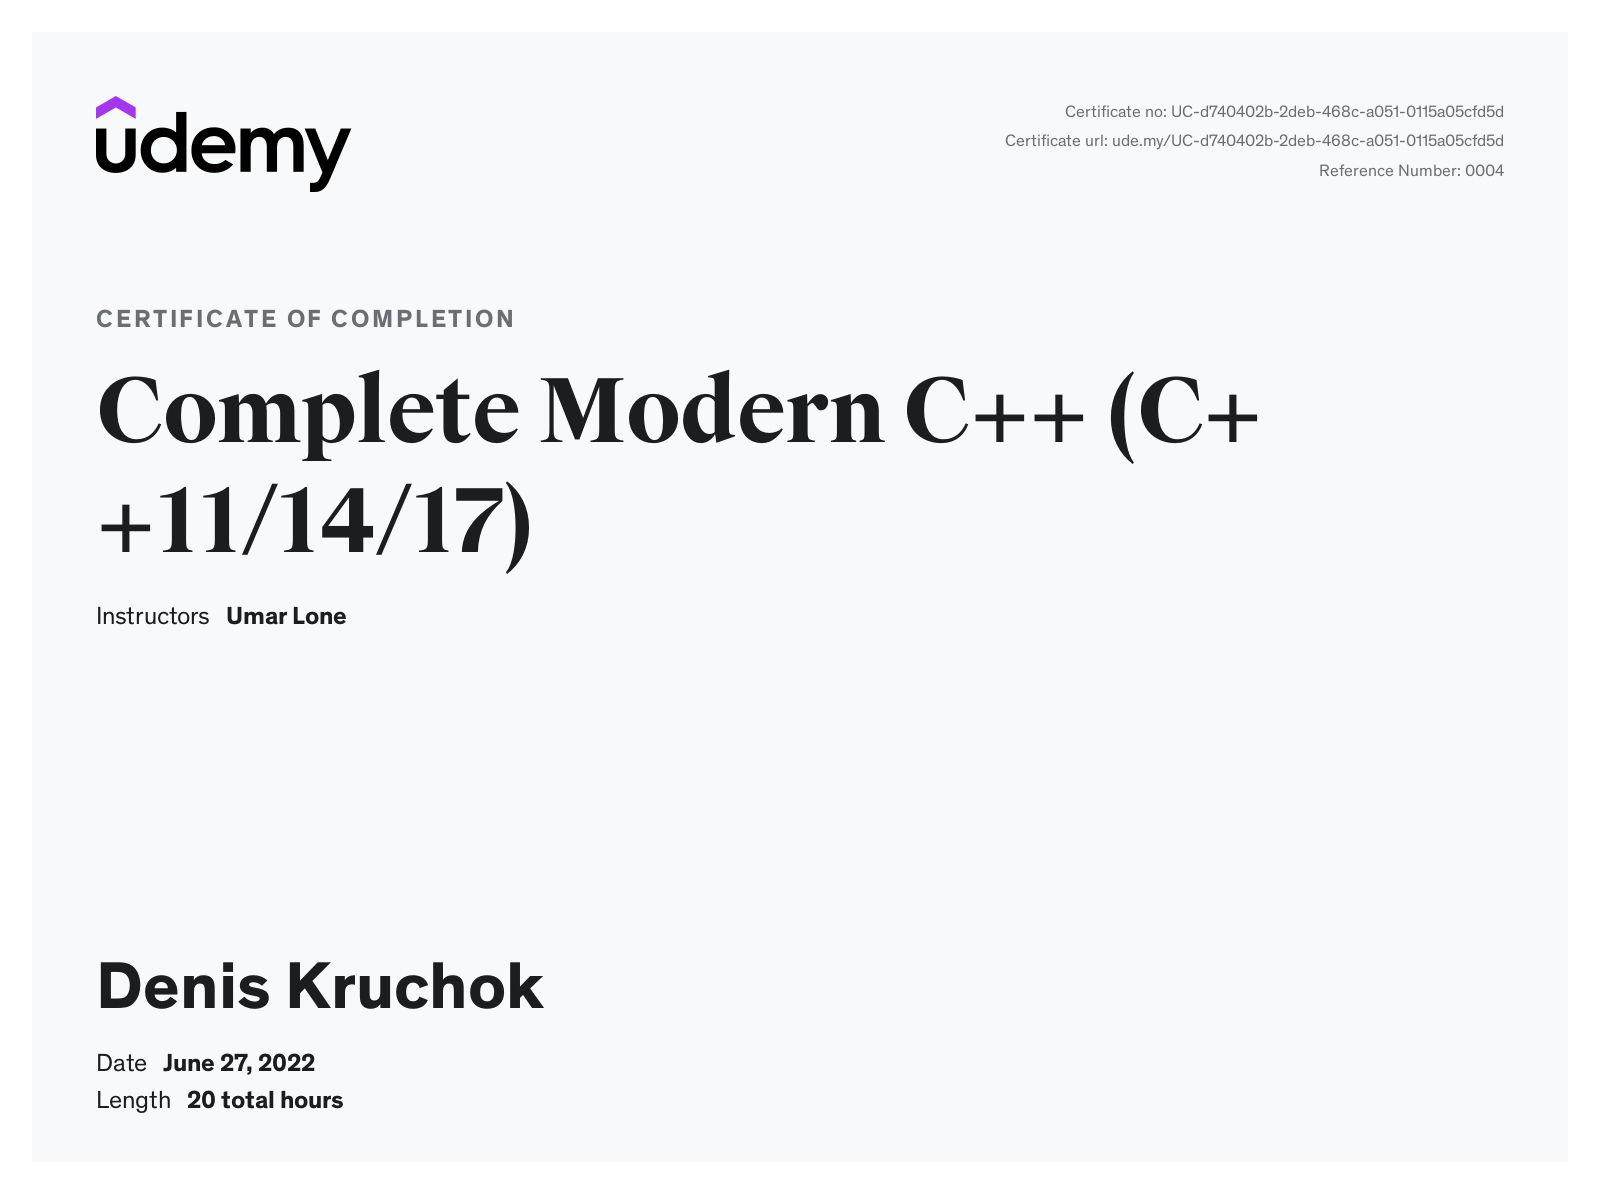 udemy
Certificate no: UC-d740402b-2deb-468c-a051-0115a05cfd5d
Certificate url: ude.my/UC-d740402b-2deb-468c-a051-0115a05cfd5d
Reference Number: 0004
CERTIFICATE OF COMPLETION
Complete Modern C++ (C+
+11/14/17)
Instructors Umar Lone
Denis Kruchok
Date June 27, 2022
Length 20 total hours